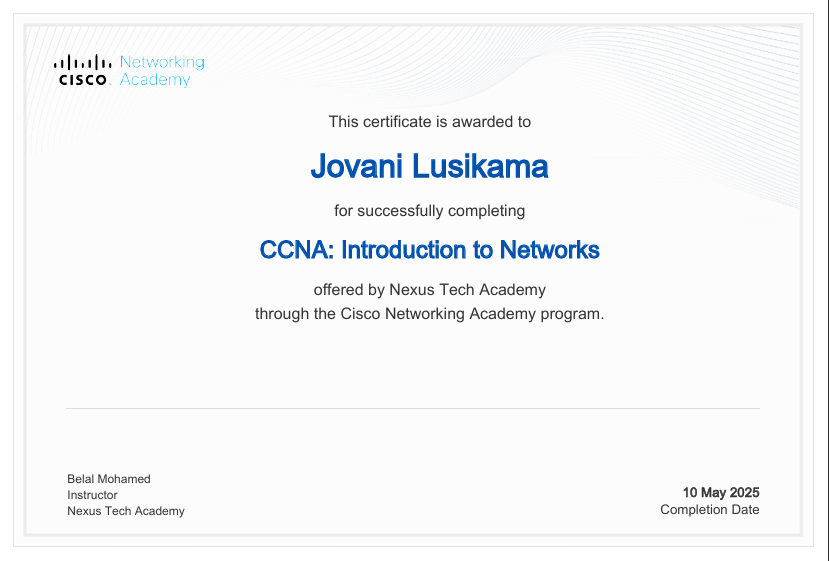 Networking
CISCO Academy
This certificate is awarded to
Jovani Lusikama
for successfully completing
CCNA: Introduction to Networks
offered by Nexus Tech Academy
through the Cisco Networking Academy program.
Belal Mohamed
Instructor
Nexus Tech Academy
10 May 2025
Completion Date